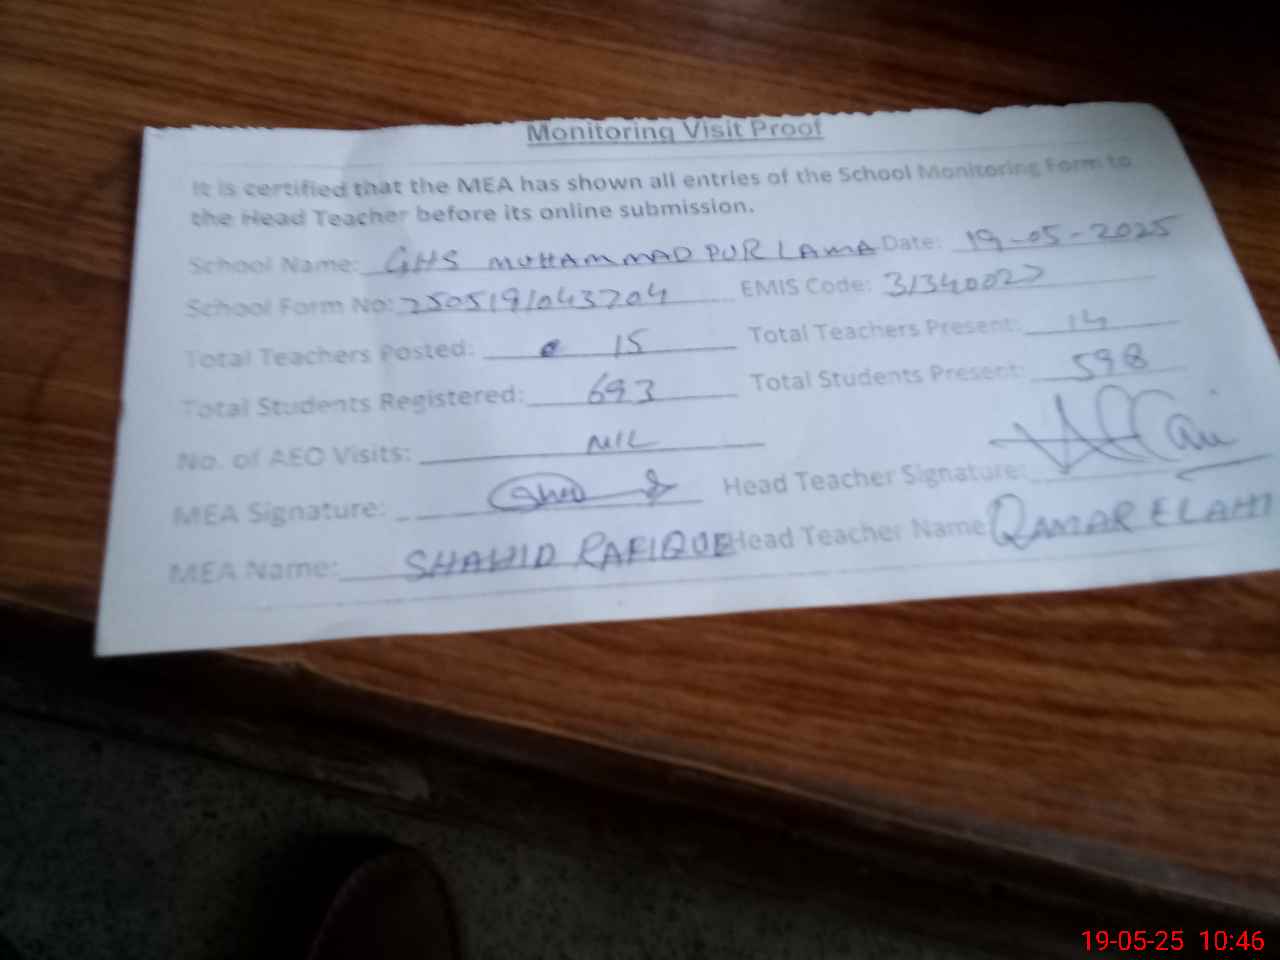 Monitoring Visit Proof
It is certified that the MEA has shown all entries of the School Monitoring Form to
the Head Teacher before its online submission.
School Name: GHS MUHAMMAD PUR LAMA Date: 19-05-2025
School Form No: 2505191043704 EMIS Code: 31340027
Total Teachers Posted: 15 Total Teachers Present: 14
Total Students Registered: 693 Total Students Present: 598
No. of AEO Visits: NIL
MEA Signature: Head Teacher Signature:
MEA Name: SHAHID RAFIQUE Head Teacher Name QAMAR ELAHI
19-05-25 10:46